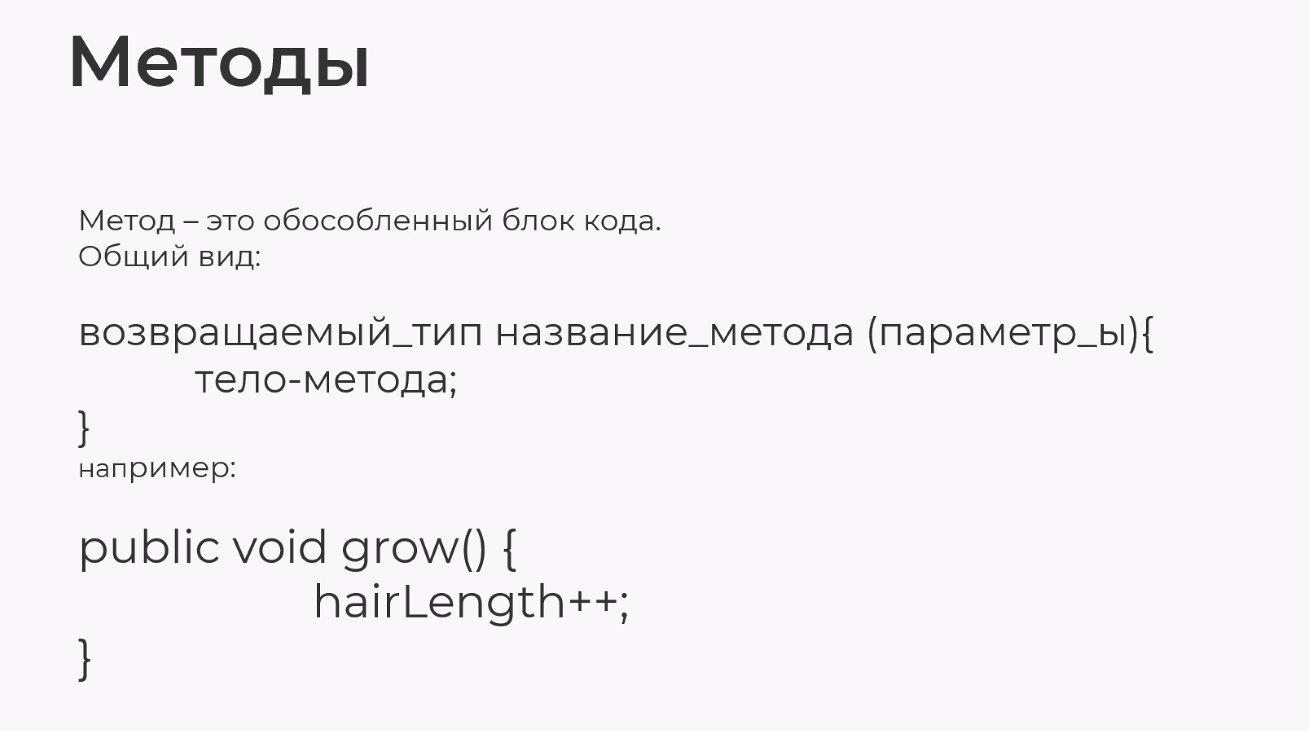 Методы
Метод – это обособленный блок кода.
Общий вид:
возвращаемый_тип название_метода (параметр_ы){
тело-метода;
}
например:
public void grow() {
hairLength++;
}